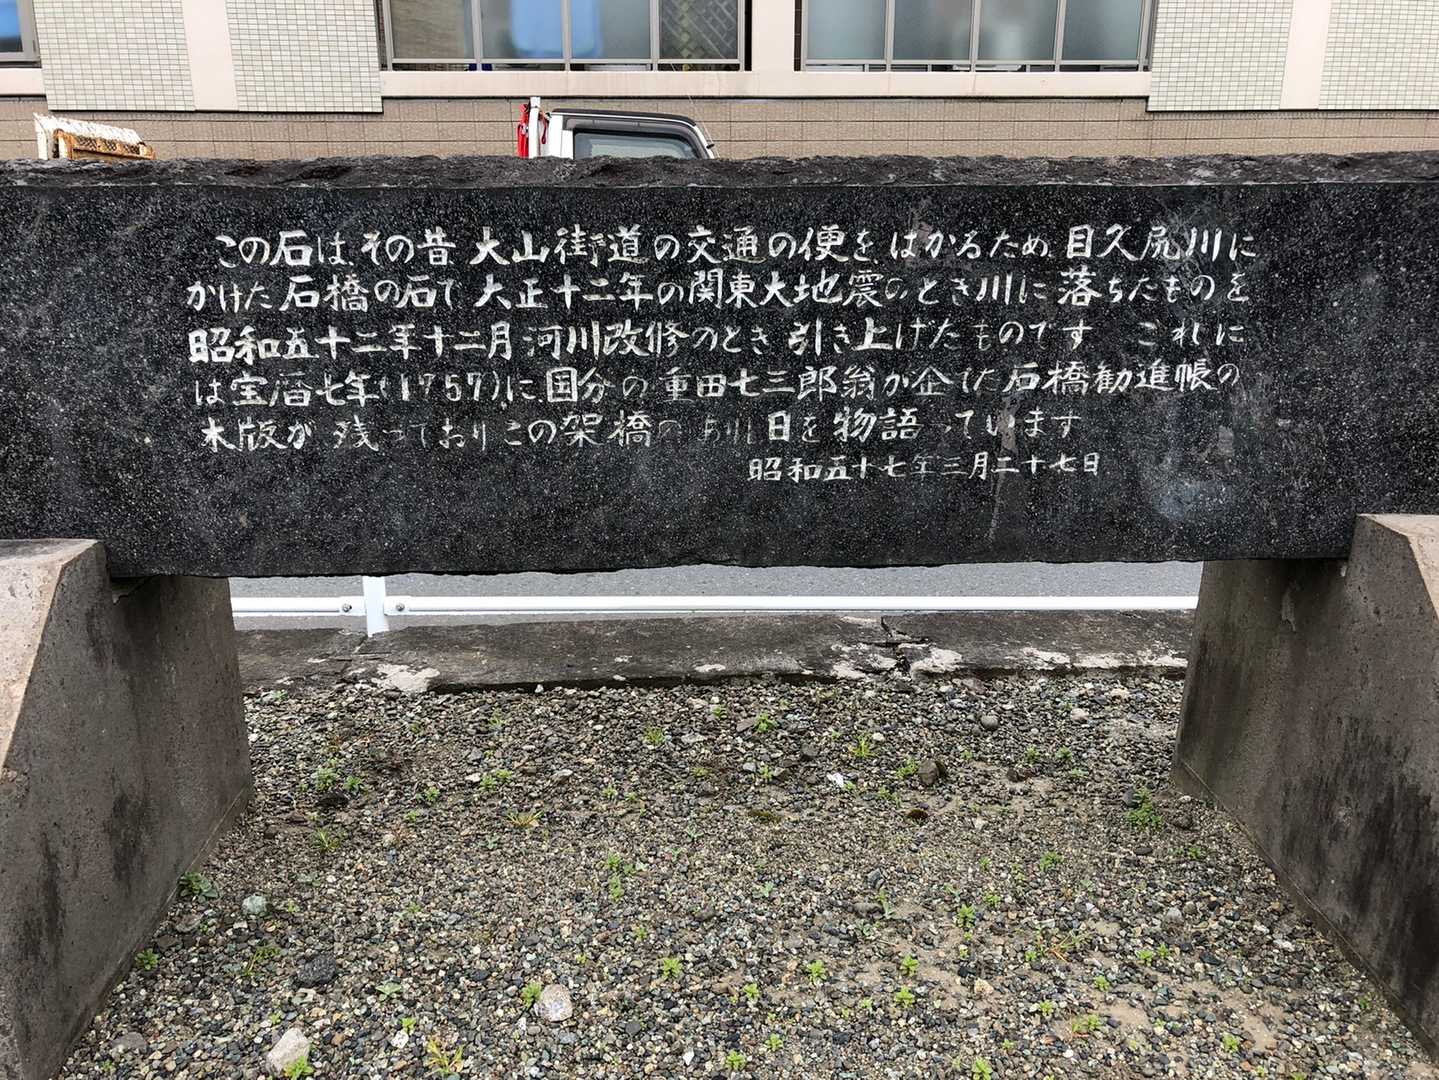 この石は、その昔 大山街道の交通の便を、はかるため、目久尻川に
かけた石橋の石で 大正十二年の関東大地震のとき川に落ちたものを
昭和五十二年十二月 河川改修のとき 引き上げたものです これに
は宝暦七年(1757)に、国分の重田七三郎翁が企てた石橋勧進帳の
木版が 残っており この架橋の ありし日を物語っています
昭和五十七年三月二十七日